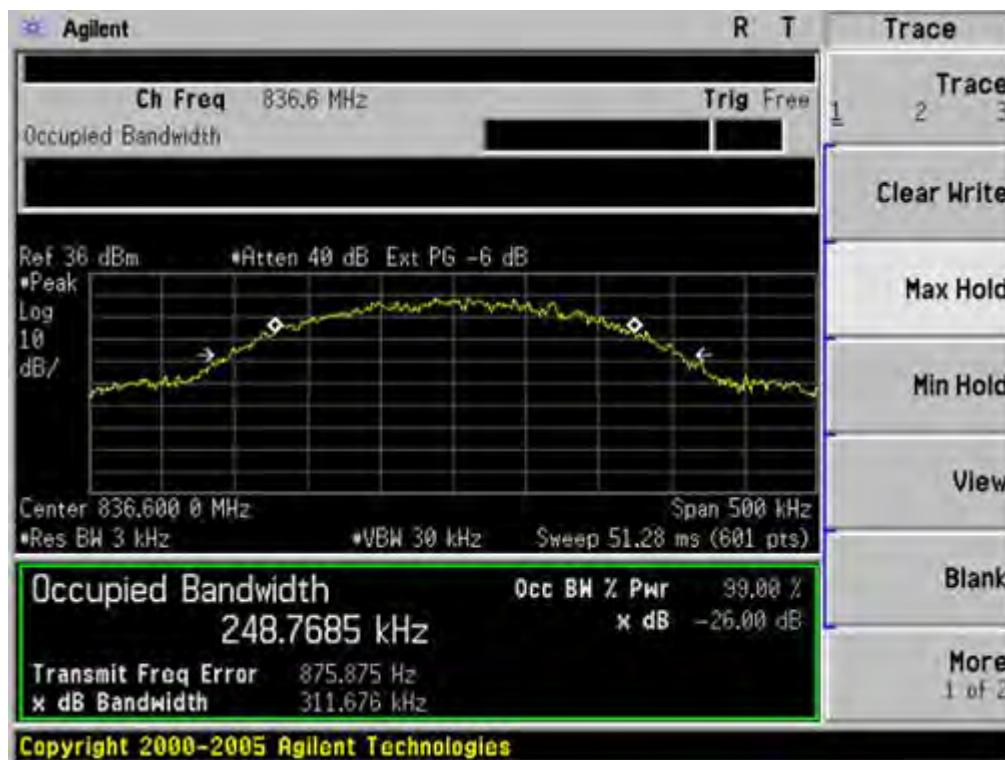 Agilent
R T
Trace
Ch Freq 836.6 MHz
Trig Free
Occupied Bandwidth
Trace
1 2 3
Clear Write
Max Hold
Min Hold
View
Blank
More
1 of 2
Ref 36 dBm
*Atten 40 dB
Ext PG -6 dB
*Peak
Log
10
dB/
Center 836.600 0 MHz
Span 500 kHz
*Res BW 3 kHz
*VBW 30 kHz
Sweep 51.28 ms (601 pts)
Occupied Bandwidth
248.7685 kHz
Occ BW % Pwr 99.00 %
x dB -26.00 dB
Transmit Freq Error 875.875 Hz
x dB Bandwidth 311.676 kHz
Copyright 2000-2005 Agilent Technologies